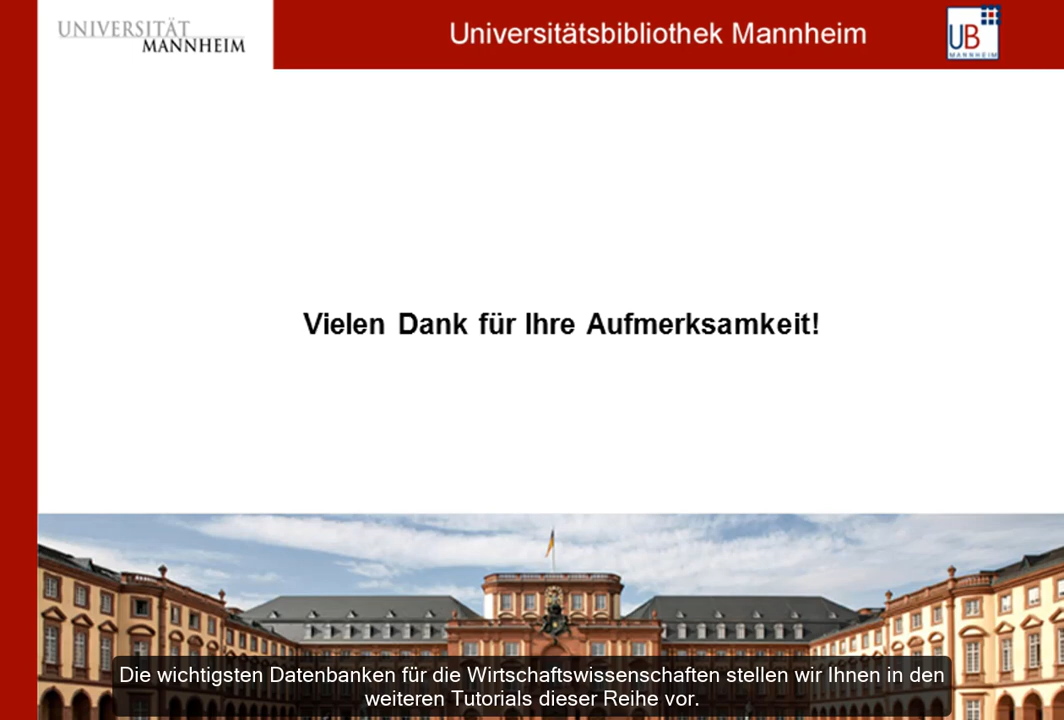 UNIVERSITÄT
MANNHEIM
Universitätsbibliothek Mannheim
UB
MANNHEIM
Vielen Dank für Ihre Aufmerksamkeit!
Die wichtigsten Datenbanken für die Wirtschaftswissenschaften stellen wir Ihnen in den
weiteren Tutorials dieser Reihe vor.